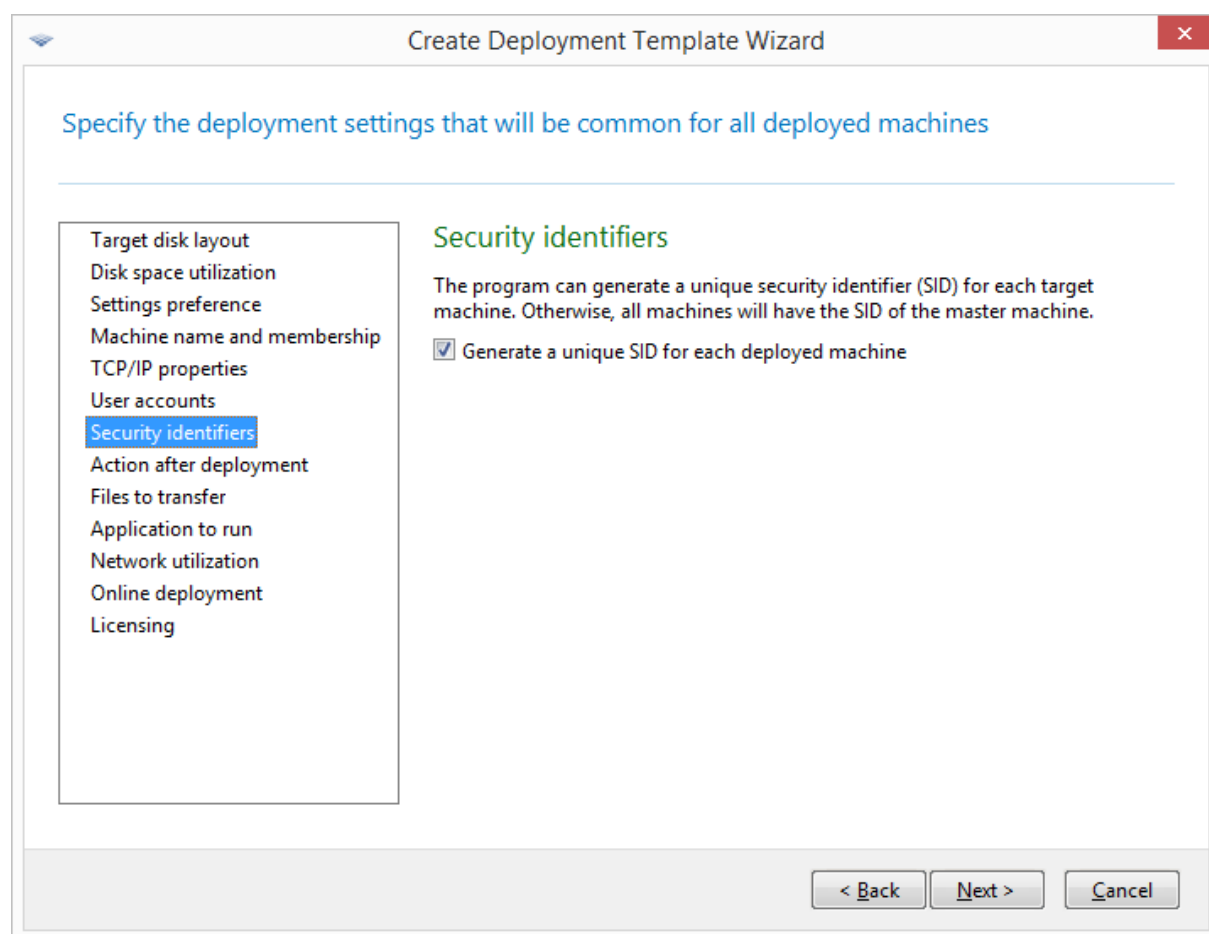 Create Deployment Template Wizard
Specify the deployment settings that will be common for all deployed machines
Target disk layout
Disk space utilization
Settings preference
Machine name and membership
TCP/IP properties
User accounts
Security identifiers
Action after deployment
Files to transfer
Application to run
Network utilization
Online deployment
Licensing
Security identifiers
The program can generate a unique security identifier (SID) for each target
machine. Otherwise, all machines will have the SID of the master machine.
Generate a unique SID for each deployed machine
< Back
Next >
Cancel